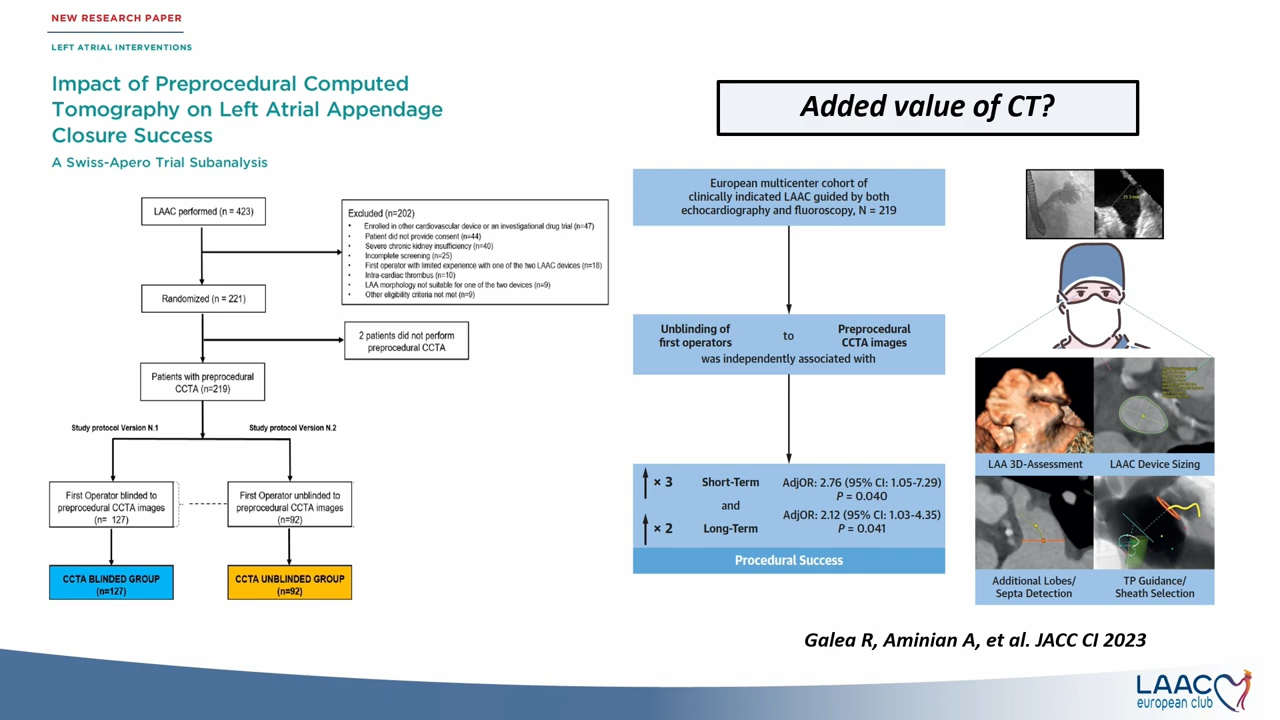 NEW RESEARCH PAPER
LEFT ATRIAL INTERVENTIONS
Impact of Preprocedural Computed
Tomography on Left Atrial Appendage
Closure Success
A Swiss-Apero Trial Subanalysis
LAAC performed (n = 423)
Excluded (n=202)
• Enrolled in other cardiovascular device or an investigational drug trial (n=47)
• Patient did not provide consent (n=44)
• Severe chronic kidney insufficiency (n=40)
• Incomplete screening (n=25)
• First operator with limited experience with one of the two LAAC devices (n=18)
• Intra-cardiac thrombus (n=10)
• LAA morphology not suitable for one of the two devices (n=9)
• Other eligibility criteria not met (n=9)
Randomized (n = 221)
2 patients did not perform
preprocedural CCTA
Patients with preprocedural
CCTA (n=219)
Study protocol Version N.1
Study protocol Version N.2
First Operator blinded to
preprocedural CCTA images
(n= 127)
First Operator unblinded to
preprocedural CCTA images
(n=92)
CCTA BLINDED GROUP
(n=127)
CCTA UNBLINDED GROUP
(n=92)
Added value of CT?
European multicenter cohort of
clinically indicated LAAC guided by both
echocardiography and fluoroscopy, N = 219
Unblinding of
first operators
to
Preprocedural
CCTA images
was independently associated with
× 3
Short-Term
AdjOR: 2.76 (95% CI: 1.05-7.29)
P = 0.040
and
× 2
Long-Term
AdjOR: 2.12 (95% CI: 1.03-4.35)
P = 0.041
Procedural Success
LAA 3D-Assessment
LAAC Device Sizing
Additional Lobes/
Septa Detection
TP Guidance/
Sheath Selection
Galea R, Aminian A, et al. JACC CI 2023
LAAC
european club